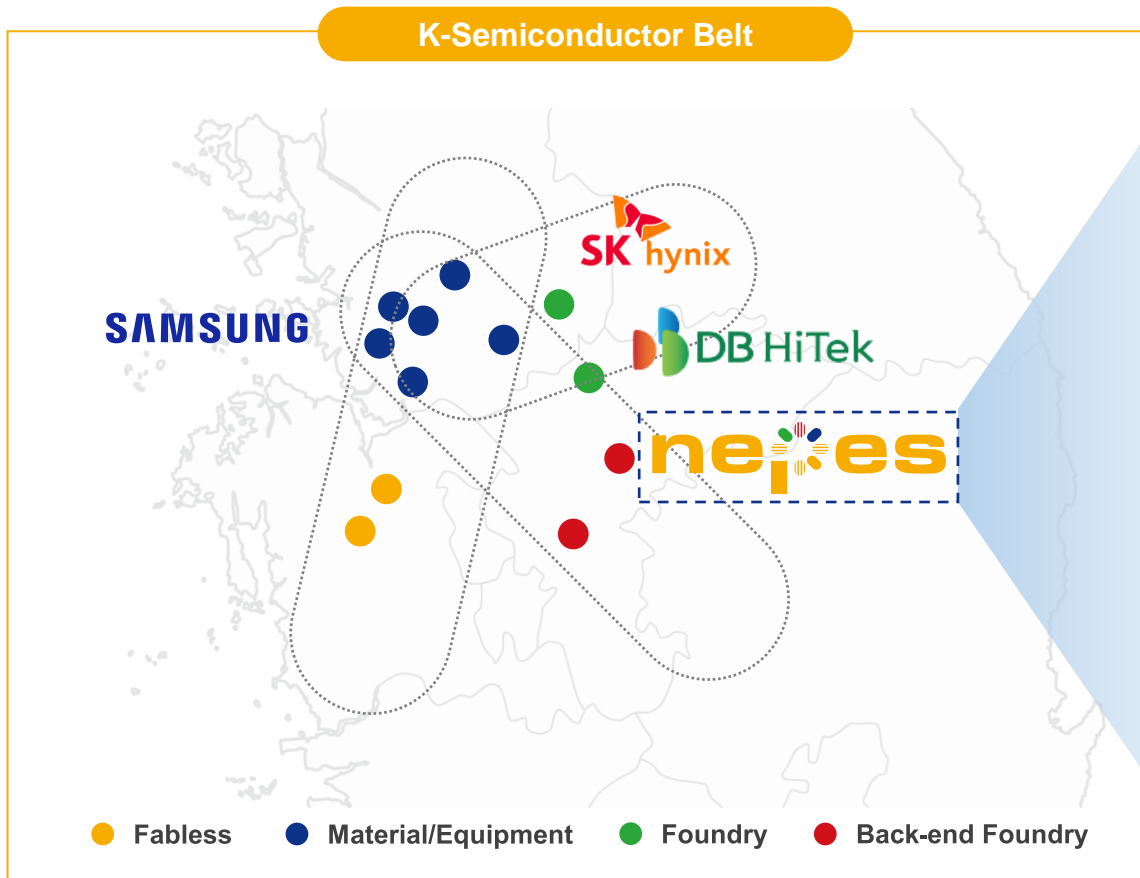 K-Semiconductor Belt
SK hynix
SAMSUNG
DB HiTek
nepes
Fabless
Material/Equipment
Foundry
Back-end Foundry